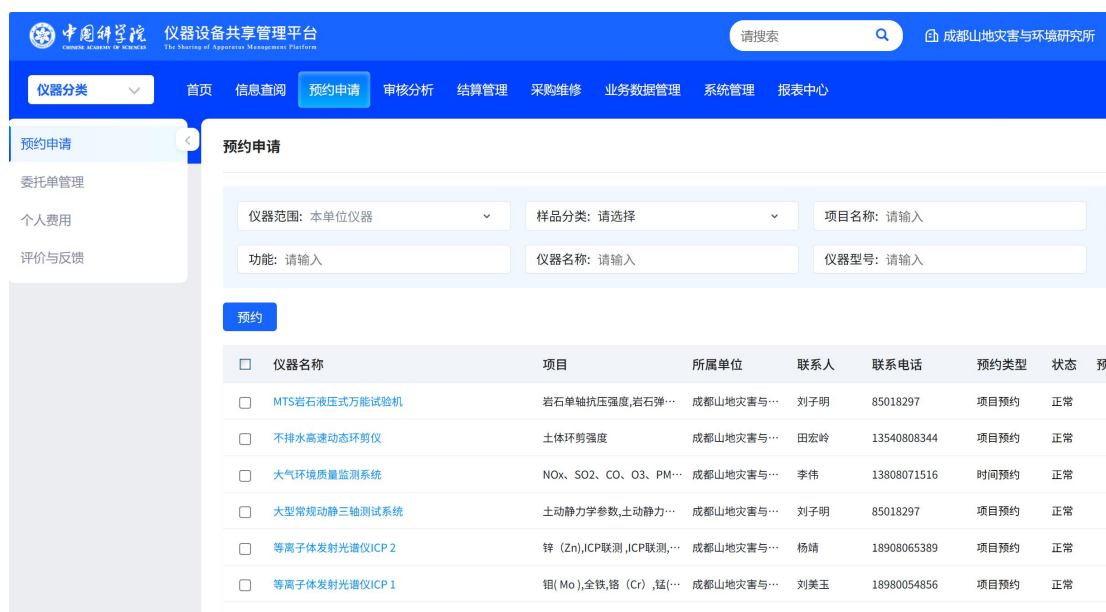 中国科学院 仪器设备共享管理平台
CHINESE ACADEMY OF SCIENCES The Sharing of Apparatus Management Platform
请搜索 成都山地灾害与环境研究所
仪器分类 首页 信息查阅 预约申请 审核分析 结算管理 采购维修 业务数据管理 系统管理 报表中心
预约申请
委托单管理
个人费用
评价与反馈
预约申请
仪器范围: 本单位仪器 样品分类: 请选择 项目名称: 请输入
功能: 请输入 仪器名称: 请输入 仪器型号: 请输入
预约
仪器名称 项目 所属单位 联系人 联系电话 预约类型 状态 预
MTS岩石液压式万能试验机 岩石单轴抗压强度,岩石弹… 成都山地灾害与… 刘子明 85018297 项目预约 正常
不排水高速动态环剪仪 土体环剪强度 成都山地灾害与… 田宏岭 13540808344 项目预约 正常
大气环境质量监测系统 NOx、SO2、CO、O3、PM… 成都山地灾害与… 李伟 13808071516 时间预约 正常
大型常规动静三轴测试系统 土动静力学参数,土动静力… 成都山地灾害与… 刘子明 85018297 项目预约 正常
等离子体发射光谱仪ICP 2 锌（Zn),ICP联测 ,ICP联测,… 成都山地灾害与… 杨靖 18908065389 项目预约 正常
等离子体发射光谱仪ICP 1 钼( Mo ),全铁,铬（Cr）,锰(… 成都山地灾害与… 刘美玉 18980054856 项目预约 正常